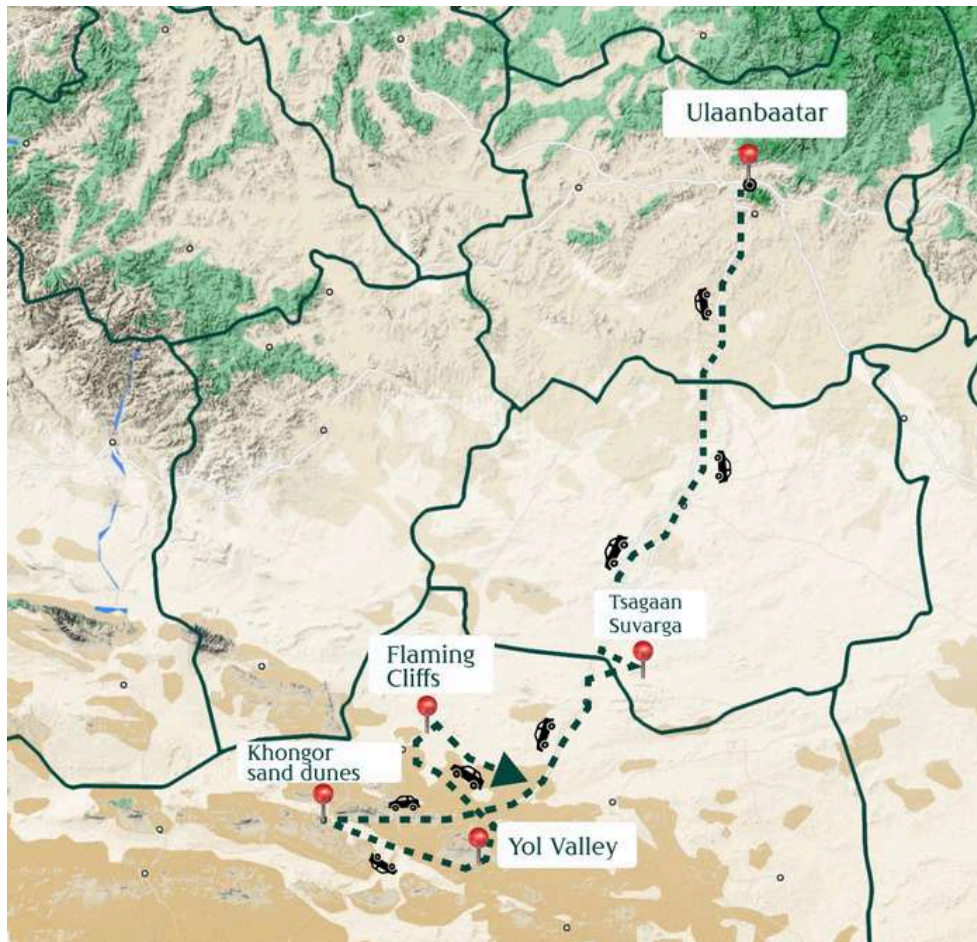 Ulaanbaatar
Tsagaan
Suvarga
Flaming
Cliffs
Khongor
sand dunes
Yol Valley